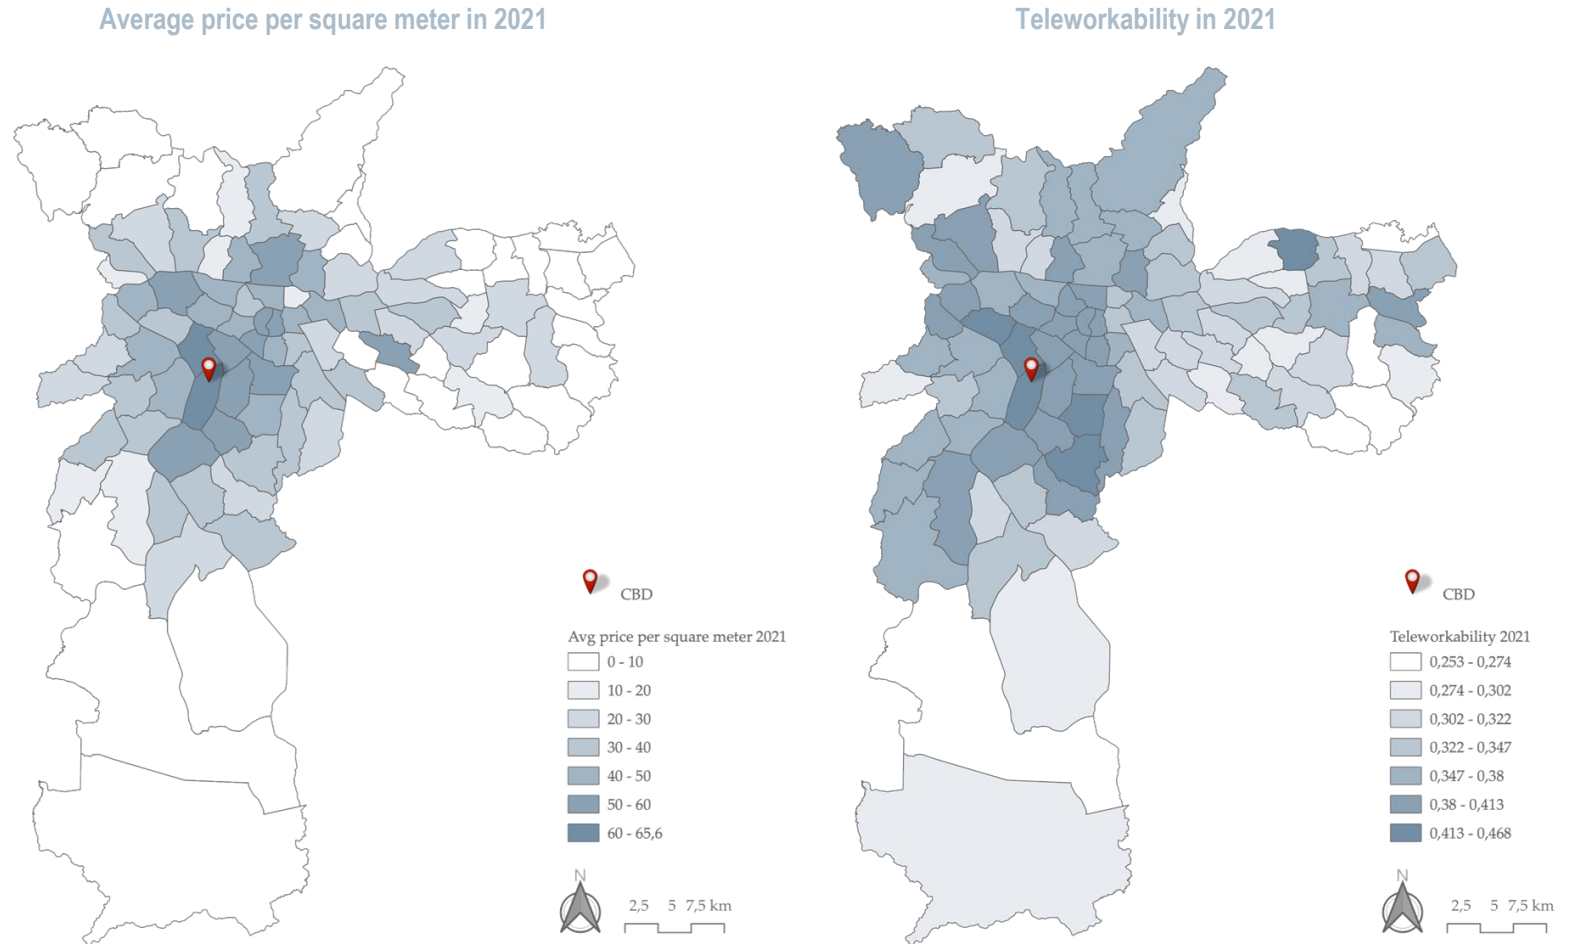 Average price per square meter in 2021
Teleworkability in 2021
CBD
Avg price per square meter 2021
0 - 10
10 - 20
20 - 30
30 - 40
40 - 50
50 - 60
60 - 65,6
N
2,5 5 7,5 km
CBD
Teleworkability 2021
0,253 - 0,274
0,274 - 0,302
0,302 - 0,322
0,322 - 0,347
0,347 - 0,38
0,38 - 0,413
0,413 - 0,468
N
2,5 5 7,5 km